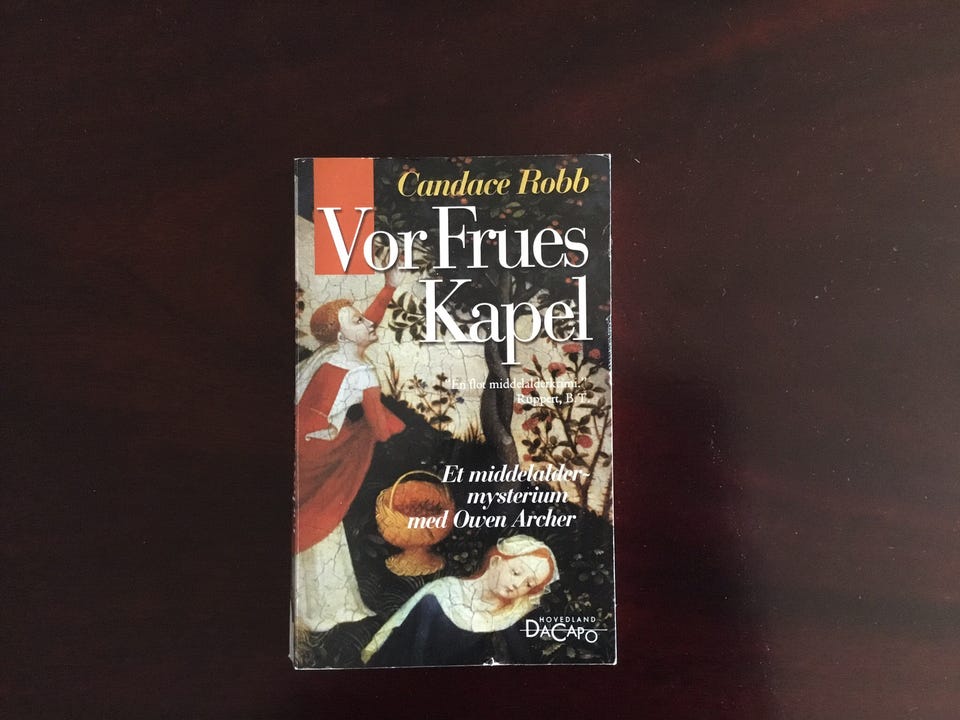 Candace Robb
Vor Frues
Kapel
"En flot middelalderkrimi."
Ruppert, B.T.
Et middelalder-
mysterium
med Owen Archer
HOVEDLAND
DACAPO